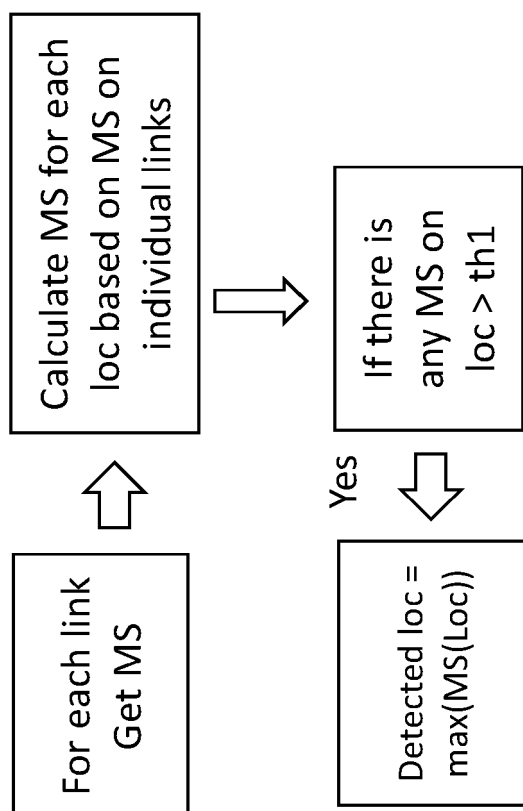 For each link
Get MS
Calculate MS for each
loc based on MS on
individual links
If there is
any MS on
loc > th1
Yes
Detected loc =
max(MS(Loc))